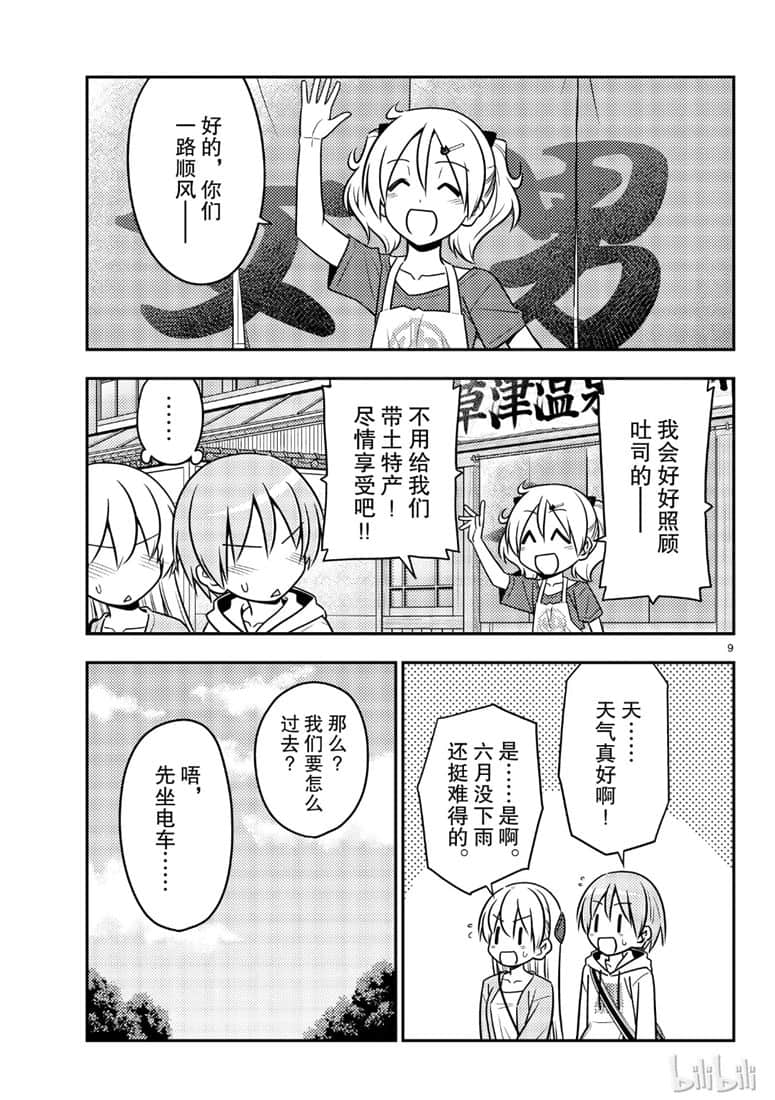 好的，你们
一路顺风——
女 男
草津温泉
我会好好照顾
吐司的——
不用给我们
带土特产！
尽情享受吧!!
……
9
天……
天气真好啊！
是……是啊。
六月没下雨
还挺难得的。
那么？
我们要怎么
过去？
唔，
先坐电车……
bilibili